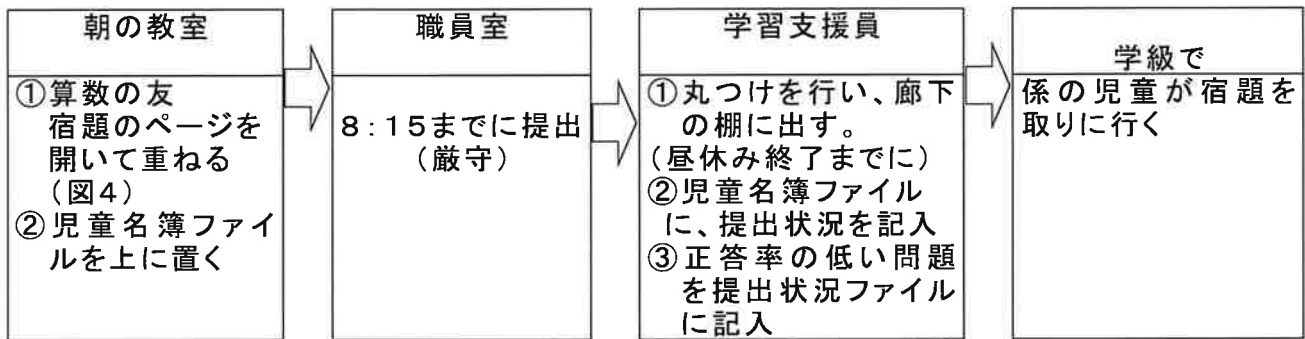 朝の教室
①算数の友
宿題のページを
開いて重ねる
(図4)
②児童名簿ファイ
ルを上に置く
職員室
8:15までに提出
(厳守)
学習支援員
①丸つけを行い、廊下
の棚に出す。
(昼休み終了までに)
②児童名簿ファイル
に、提出状況を記入
③正答率の低い問題
を提出状況ファイル
に記入
学級で
係の児童が宿題を
取りに行く